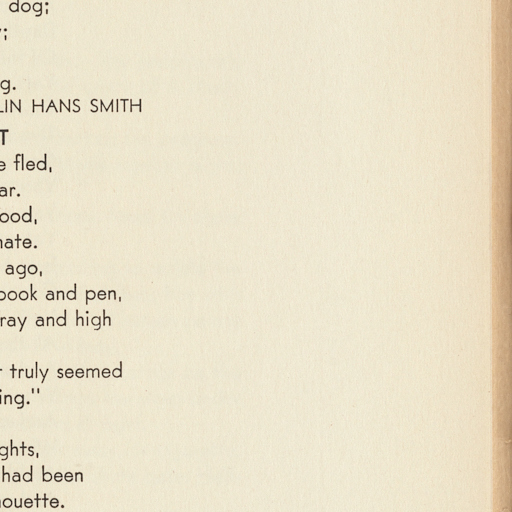 dog;
g.
LIN HANS SMITH
T
e fled,
ar.
ood,
nate.
ago,
book and pen,
ray and high
truly seemed
ing."
ghts,
had been
houette.